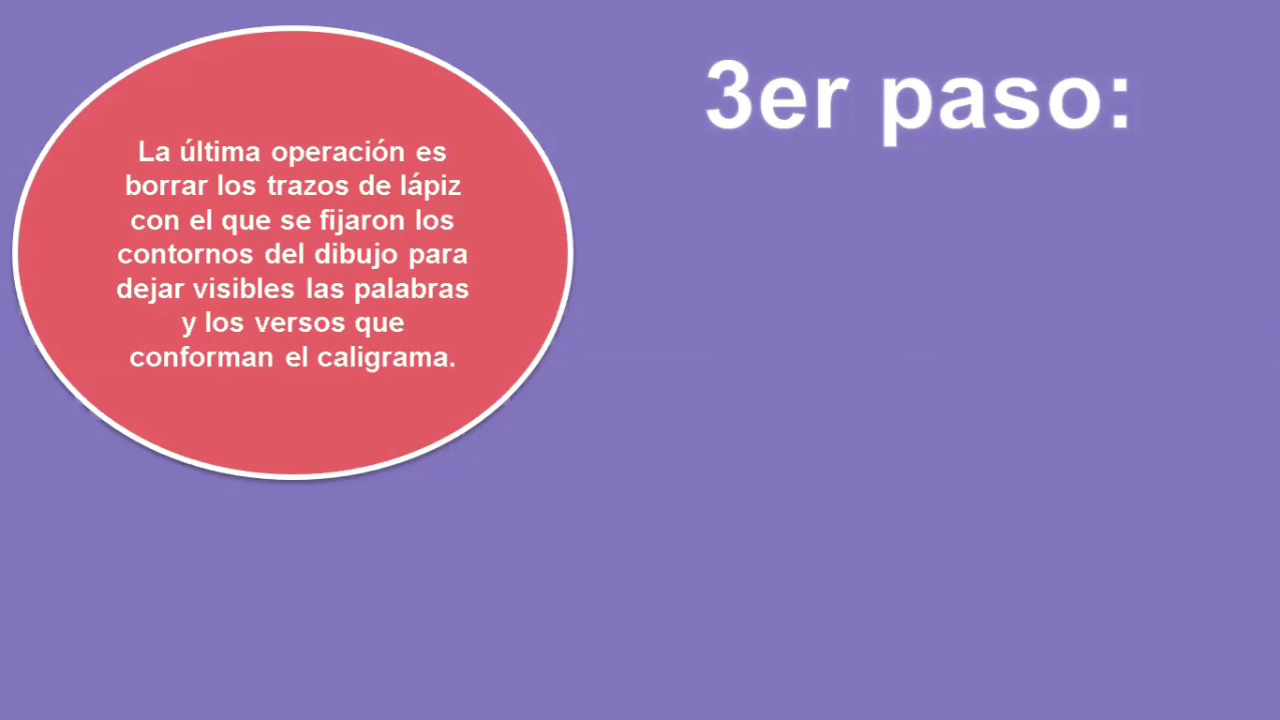 3er paso:
La última operación es
borrar los trazos de lápiz
con el que se fijaron los
contornos del dibujo para
dejar visibles las palabras
y los versos que
conforman el caligrama.